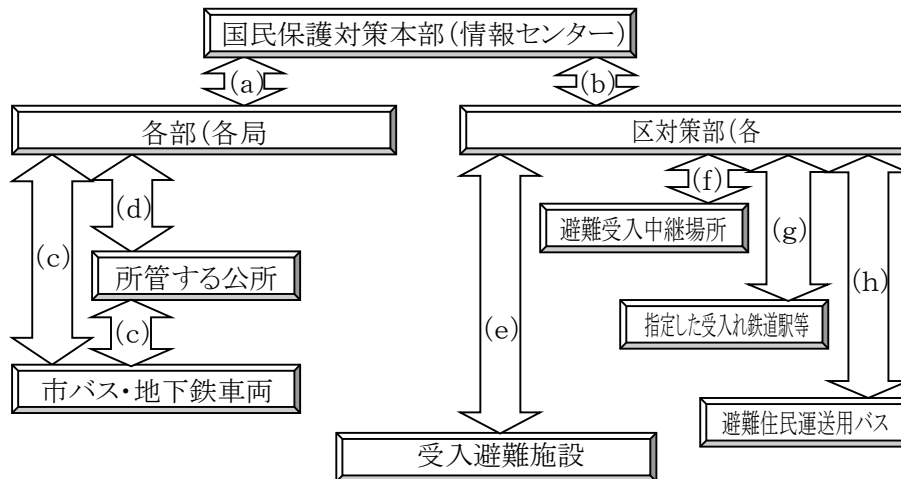 国民保護対策本部(情報センター)
(a)
(b)
各部(各局
区対策部(各
(d)
(f)
(c)
避難受入中継場所
(g)
所管する公所
(h)
(c)
(e)
指定した受入れ鉄道駅等
市バス・地下鉄車両
避難住民運送用バス
受入避難施設